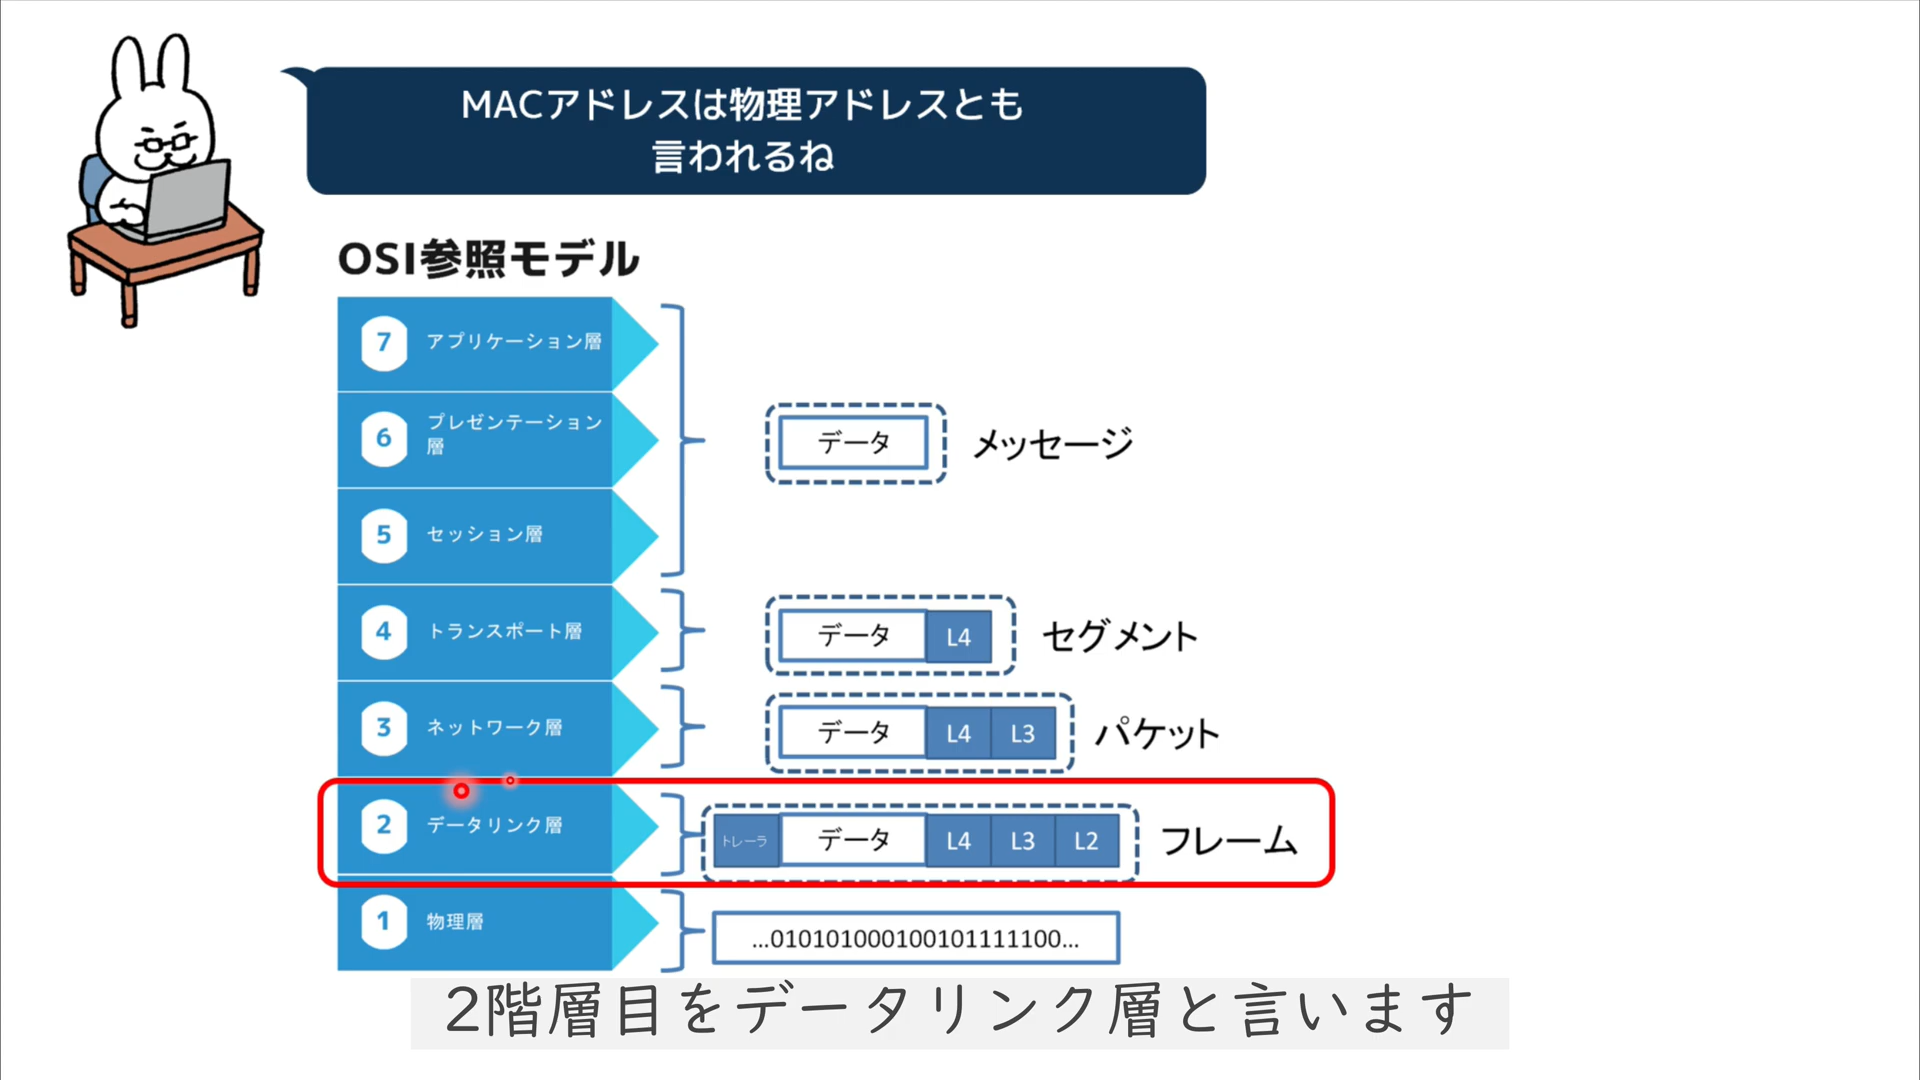 MACアドレスは物理アドレスとも
言われるね
OSI参照モデル
7 アプリケーション層
6 プレゼンテーション
層
データ メッセージ
5 セッション層
4 トランスポート層 データ L4 セグメント
3 ネットワーク層 データ L4 L3 パケット
2 データリンク層 トレーラ データ L4 L3 L2 フレーム
1 物理層 ...010101000100101111100...
2階層目をデータリンク層と言います